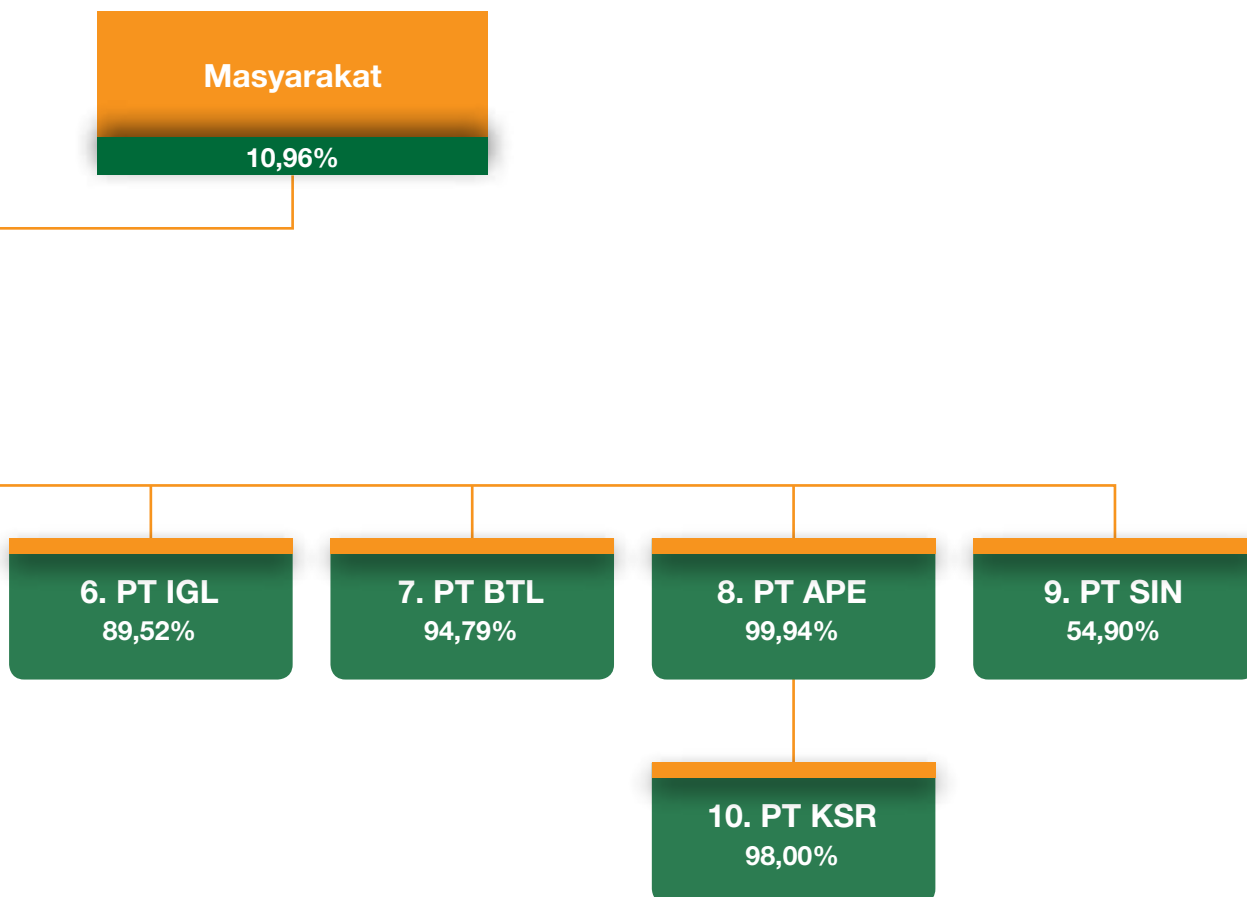 Masyarakat
10,96%
6. PT IGL
89,52%
7. PT BTL
94,79%
8. PT APE
99,94%
9. PT SIN
54,90%
10. PT KSR
98,00%